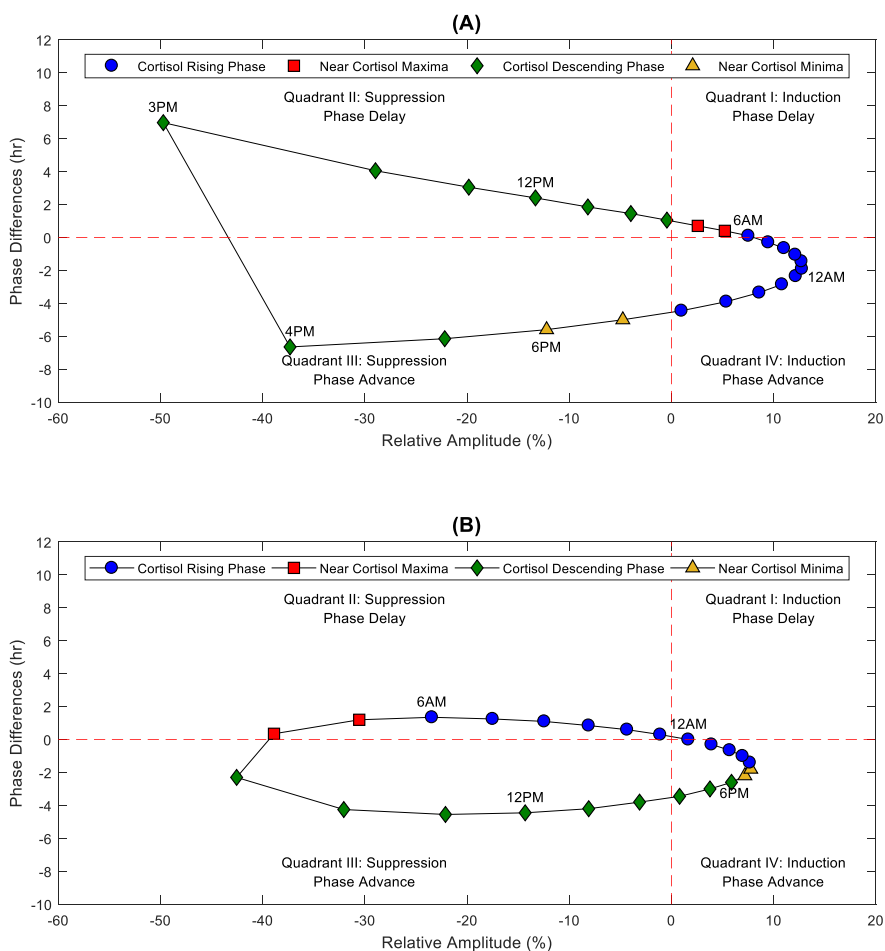 (A)
12
10
8
6
4
2
0
-2
-4
-6
-8
-10
Phase Differences (hr)
Cortisol Rising Phase
Near Cortisol Maxima
Cortisol Descending Phase
Near Cortisol Minima
Quadrant II: Suppression
Phase Delay
Quadrant I: Induction
Phase Delay
3PM
12PM
6AM
12AM
4PM
6PM
Quadrant III: Suppression
Phase Advance
Quadrant IV: Induction
Phase Advance
-60
-50
-40
-30
-20
-10
0
10
20
Relative Amplitude (%)
(B)
12
10
8
6
4
2
0
-2
-4
-6
-8
-10
Phase Differences (hr)
Cortisol Rising Phase
Near Cortisol Maxima
Cortisol Descending Phase
Near Cortisol Minima
Quadrant II: Suppression
Phase Delay
Quadrant I: Induction
Phase Delay
6AM
12AM
12PM
6PM
Quadrant III: Suppression
Phase Advance
Quadrant IV: Induction
Phase Advance
-60
-50
-40
-30
-20
-10
0
10
20
Relative Amplitude (%)